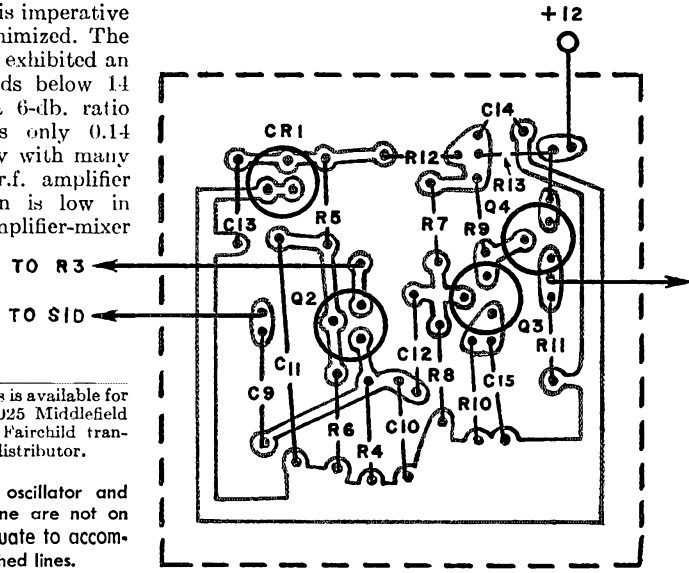 is imperative
nimized. The
exhibited an
ds below 14
6-db. ratio
s only 0.14
with many
r.f. amplifier
n is low in
mplifier-mixer
s is available for
025 Middlefield
Fairchild tran-
distributor.
oscillator and
ne are not on
uate to accom-
hed lines.
+12
C14
CR1
R12
R13
C13
R5
R7
R9
Q4
TO R3
Q2
TO S1D
Q3
R11
C11
C12
R8
C15
C9
R10
R6
R4
C10